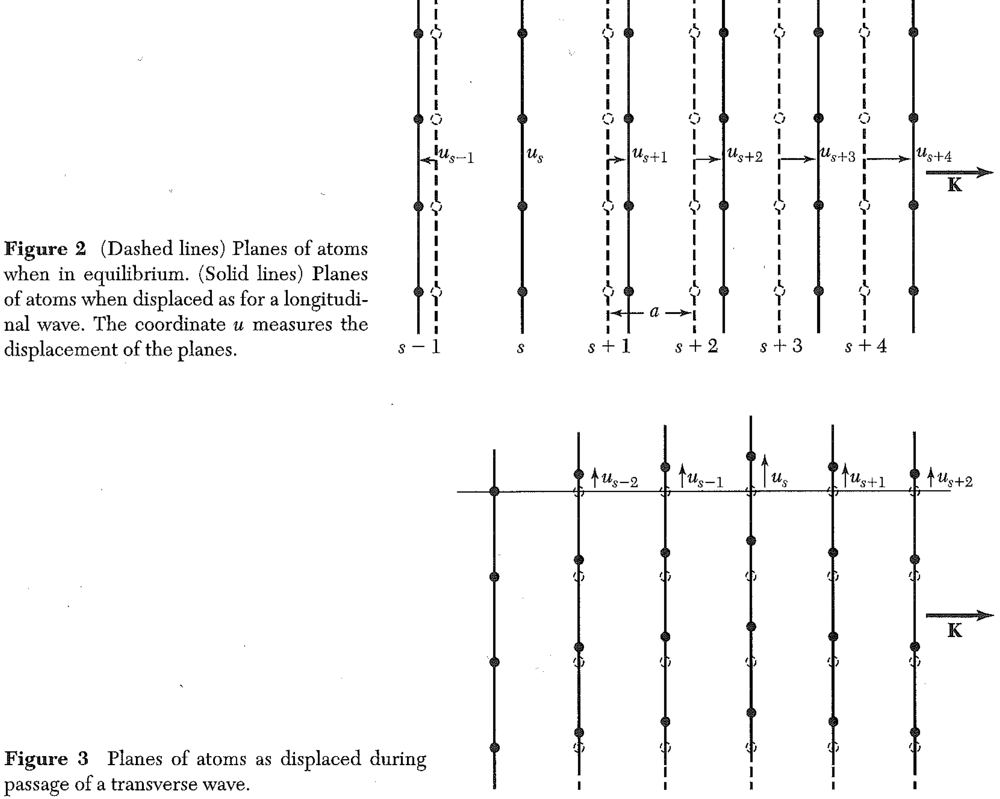 u_{s-1} u_s u_{s+1} u_{s+2} u_{s+3} u_{s+4}
K
Figure 2 (Dashed lines) Planes of atoms
when in equilibrium. (Solid lines) Planes
of atoms when displaced as for a longitudi-
nal wave. The coordinate u measures the
displacement of the planes.
a
s − 1 s s + 1 s + 2 s + 3 s + 4
u_{s-2} u_{s-1} u_s u_{s+1} u_{s+2}
K
Figure 3 Planes of atoms as displaced during
passage of a transverse wave.